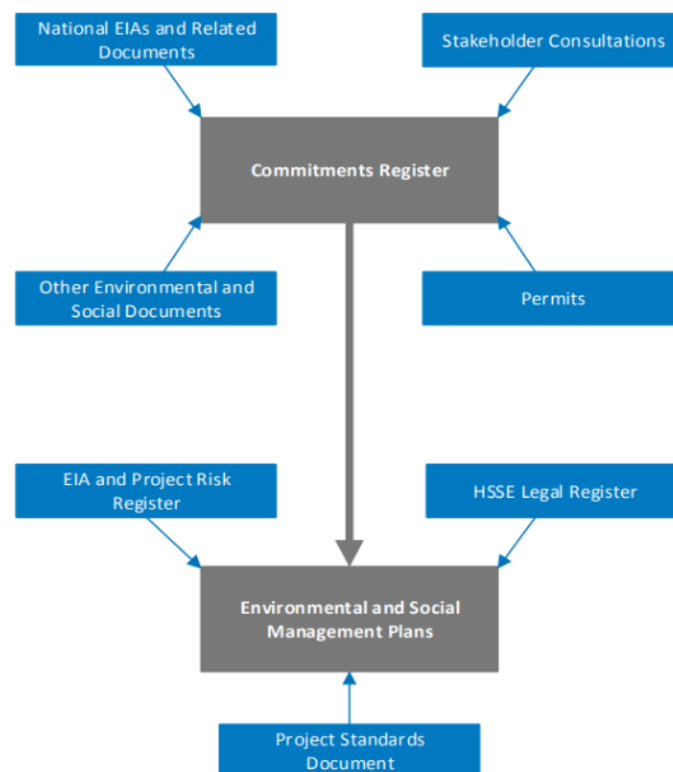 National EIAs and Related
Documents
Stakeholder Consultations
Commitments Register
Other Environmental and
Social Documents
Permits
EIA and Project Risk
Register
HSSE Legal Register
Environmental and Social
Management Plans
Project Standards
Document